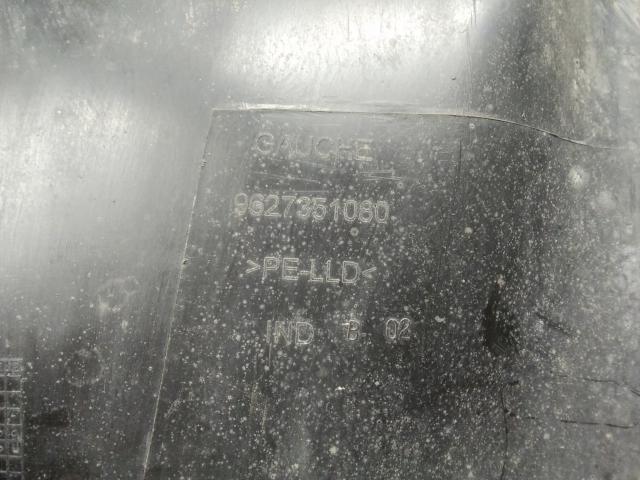 GAUCHE
9627351080
>PE-LLD<
IND B 02